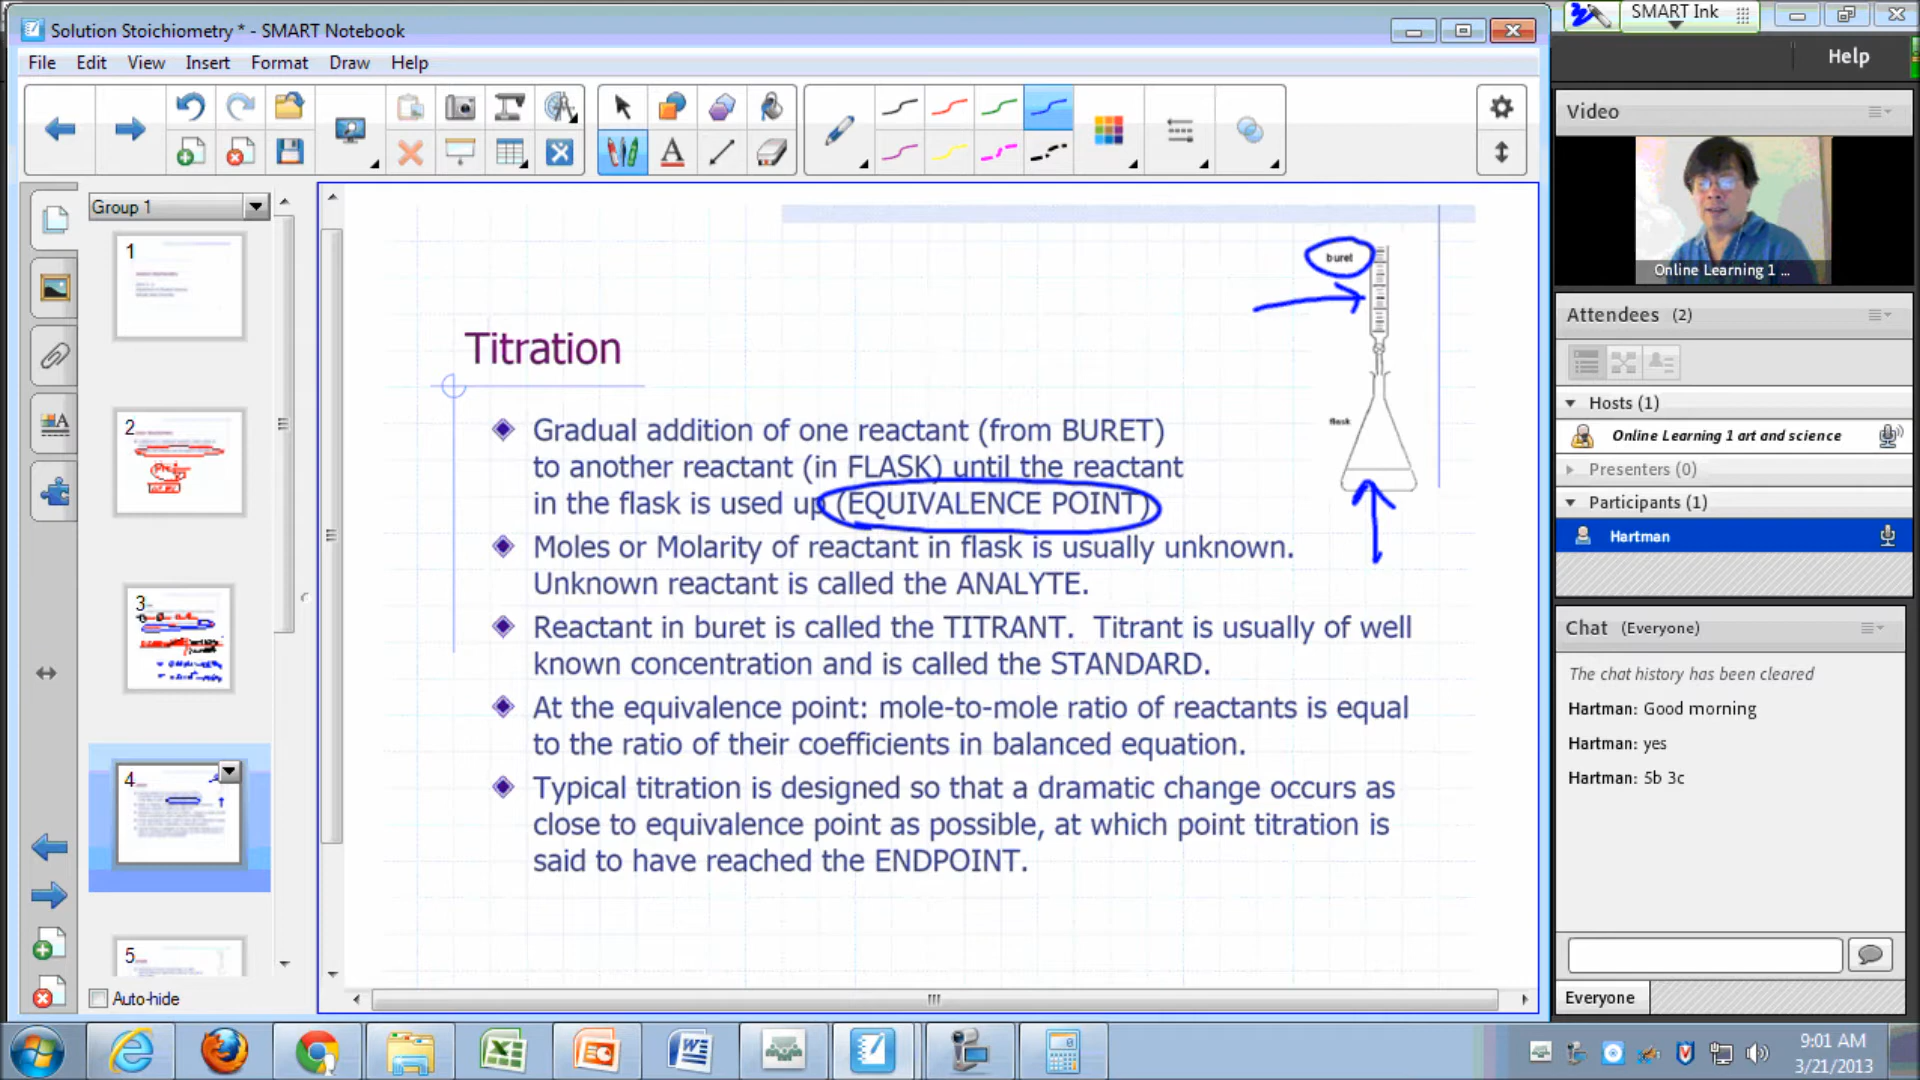 Solution Stoichiometry * - SMART Notebook
SMART Ink
File Edit View Insert Format Draw Help
Help
Group 1
1
2
3
4
5
Auto-hide
buret
flask
Titration
Gradual addition of one reactant (from BURET)
to another reactant (in FLASK) until the reactant
in the flask is used up (EQUIVALENCE POINT)
Moles or Molarity of reactant in flask is usually unknown.
Unknown reactant is called the ANALYTE.
Reactant in buret is called the TITRANT. Titrant is usually of well
known concentration and is called the STANDARD.
At the equivalence point: mole-to-mole ratio of reactants is equal
to the ratio of their coefficients in balanced equation.
Typical titration is designed so that a dramatic change occurs as
close to equivalence point as possible, at which point titration is
said to have reached the ENDPOINT.
Video
Online Learning 1 ...
Attendees (2)
Hosts (1)
Online Learning 1 art and science
Presenters (0)
Participants (1)
Hartman
Chat (Everyone)
The chat history has been cleared
Hartman: Good morning
Hartman: yes
Hartman: 5b 3c
Everyone
9:01 AM
3/21/2013